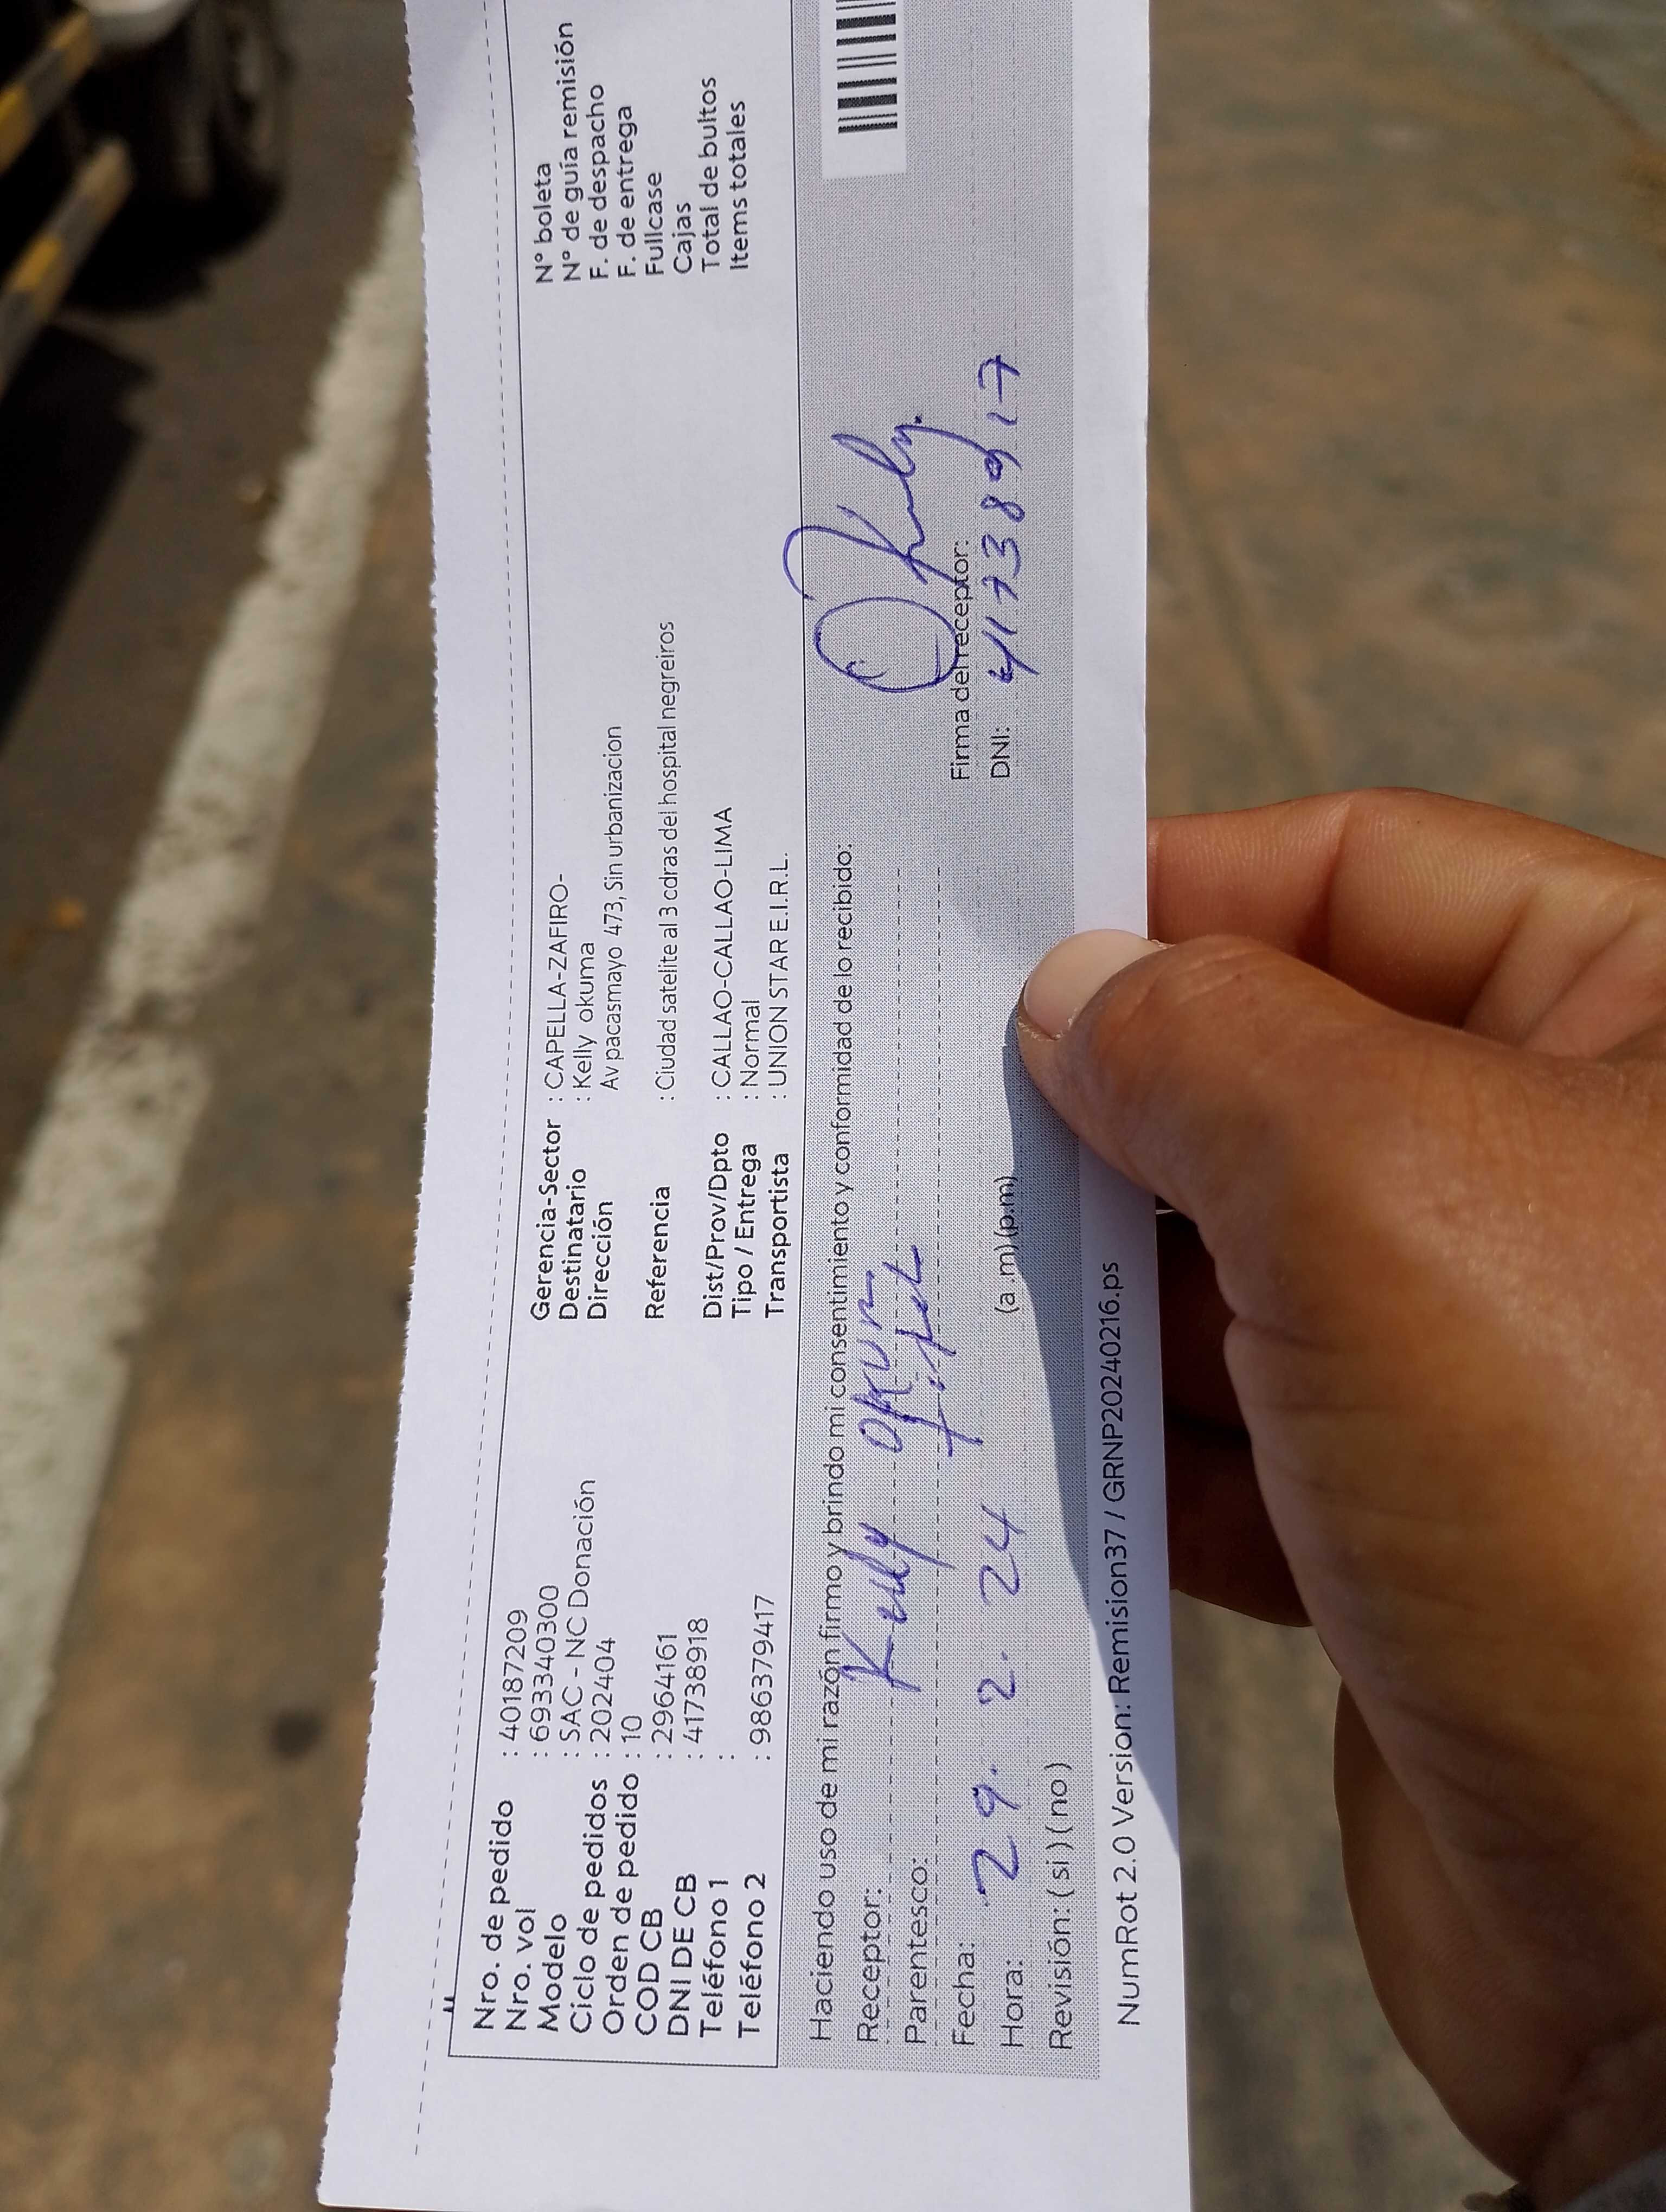 Nro. de pedido : 40187209
Nro. vol : 693340300
Modelo : SAC - NC Donación
Ciclo de pedidos : 202404
Orden de pedido : 10
COD CB : 2964161
DNI DE CB : 41738918
Teléfono 1 :
Teléfono 2 : 986379417
Gerencia-Sector : CAPELLA-ZAFIRO-
Destinatario : Kelly okuma
Dirección Av pacasmayo 473, Sin urbanizacion
Referencia : Ciudad satelite al 3 cdras del hospital negreiros
Dist/Prov/Dpto : CALLAO-CALLAO-LIMA
Tipo / Entrega : Normal
Transportista : UNION STAR E.I.R.L.
N° boleta
N° de guía remisión
F. de despacho
F. de entrega
Fullcase
Cajas
Total de bultos
Items totales
Haciendo uso de mi razón firmo y brindo mi consentimiento y conformidad de lo recibido:
Receptor: Kelly
Parentesco:
Fecha: 29. 2. 24
Hora: (a.m) (p.m)
Revisión: ( si ) ( no )
Firma del receptor:
DNI:
NumRot 2.0 Version: Remision37 / GRNP20240216.ps